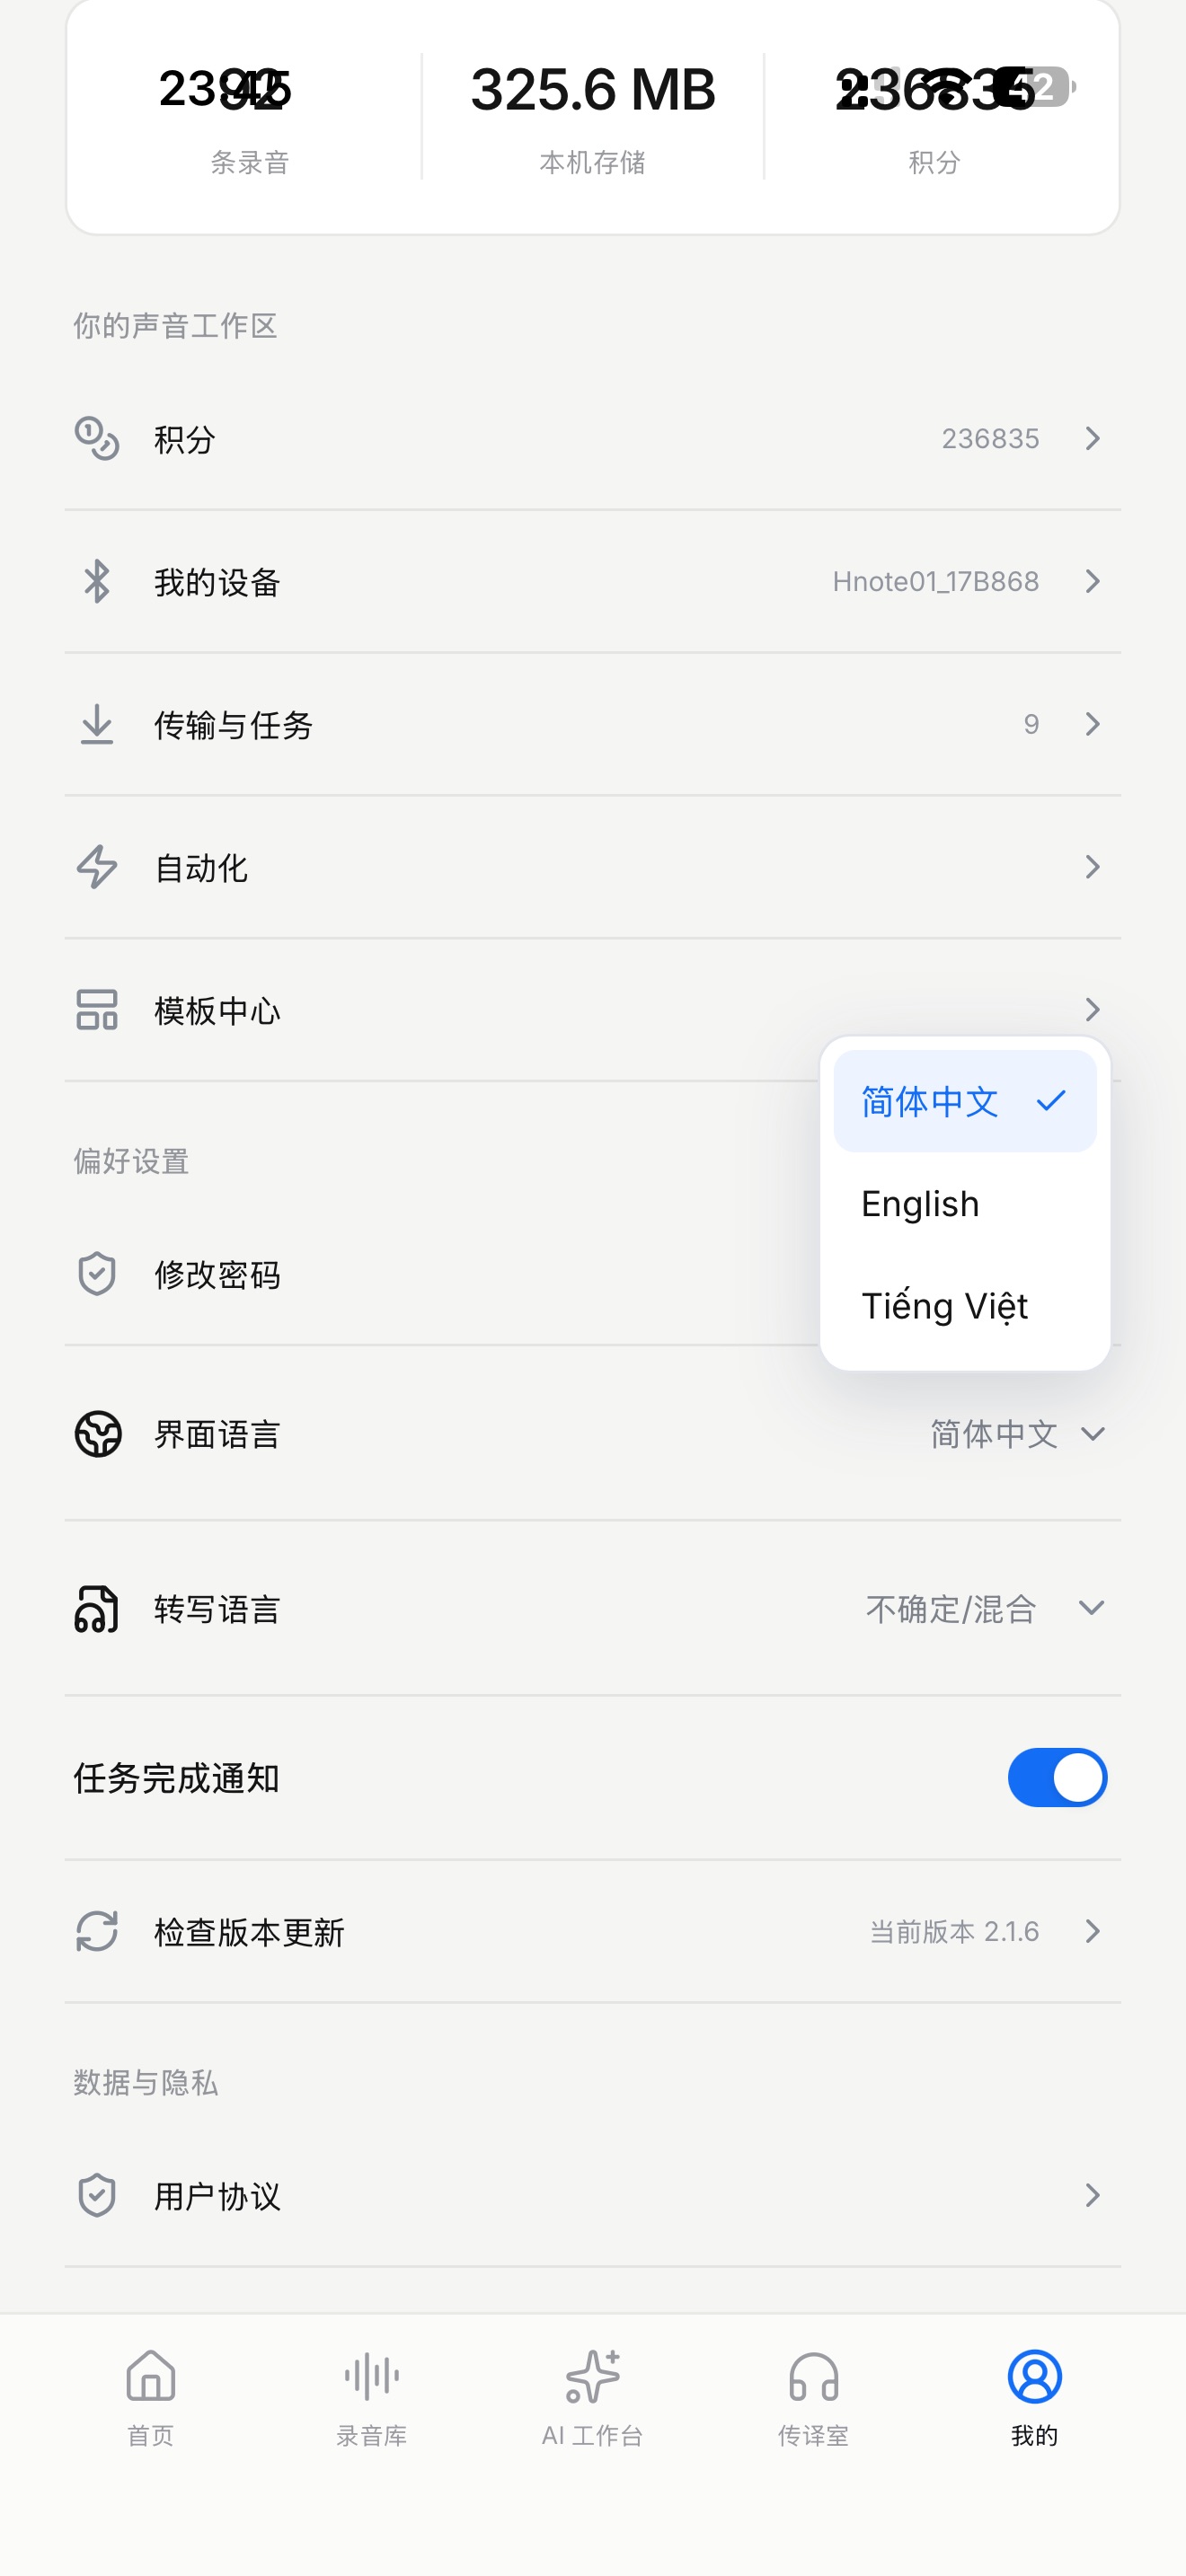 325.6 MB
条录音
本机存储
积分
你的声音工作区
积分
236835
我的设备
Hnote01_17B868
传输与任务
9
自动化
模板中心
简体中文
English
Tiếng Việt
偏好设置
修改密码
界面语言
简体中文
转写语言
不确定/混合
任务完成通知
检查版本更新
当前版本 2.1.6
数据与隐私
用户协议
首页
录音库
AI 工作台
传译室
我的